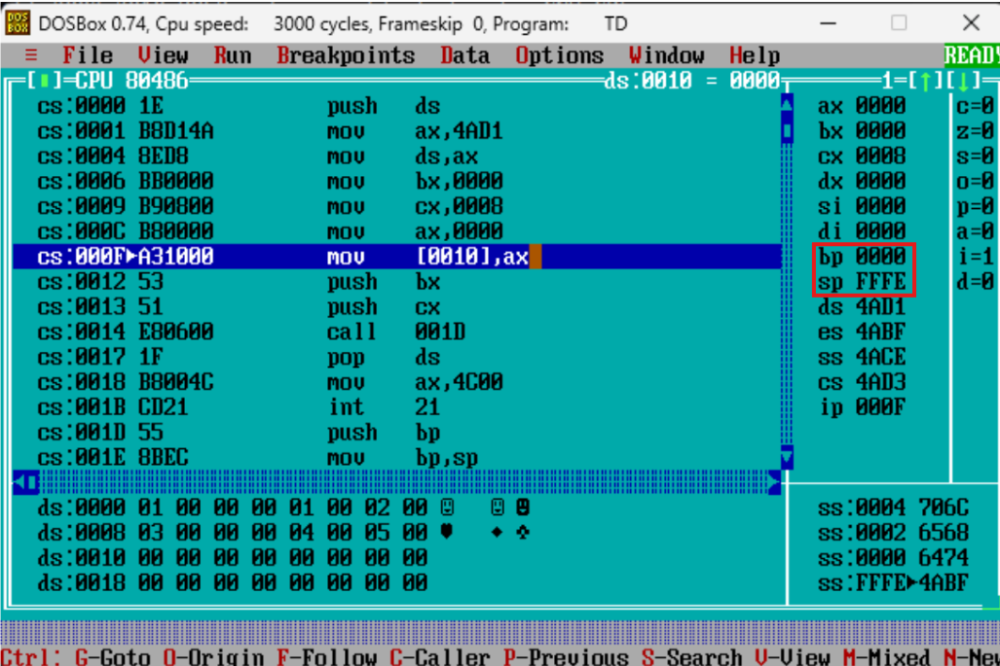 DOSBox 0.74, Cpu speed: 3000 cycles, Frameskip 0, Program: TD
≡ File View Run Breakpoints Data Options Window Help READY
[▮]=CPU 80486 ds:0010 = 0000 1=[↑][↓]
cs:0000 1E push ds ax 0000 c=0
cs:0001 B8D14A mov ax,4AD1 bx 0000 z=0
cs:0004 8ED8 mov ds,ax cx 0008 s=0
cs:0006 BB0000 mov bx,0000 dx 0000 o=0
cs:0009 B90800 mov cx,0008 si 0000 p=0
cs:000C B80000 mov ax,0000 di 0000 a=0
cs:000F►A31000 mov [0010],ax bp 0000 i=1
cs:0012 53 push bx sp FFFE d=0
cs:0013 51 push cx ds 4AD1
cs:0014 E80600 call 001D es 4ABF
cs:0017 1F pop ds ss 4ACE
cs:0018 B8004C mov ax,4C00 cs 4AD3
cs:001B CD21 int 21 ip 000F
cs:001D 55 push bp
cs:001E 8BEC mov bp,sp
ds:0000 01 00 00 00 01 00 02 00 ☺ ☺ ☻ ss:0004 706C
ds:0008 03 00 00 00 04 00 05 00 ♥ ♦ ♣ ss:0002 6568
ds:0010 00 00 00 00 00 00 00 00 ss:0000 6474
ds:0018 00 00 00 00 00 00 00 00 ss:FFFE►4ABF
Ctrl: G-Goto O-Origin F-Follow C-Caller P-Previous S-Search V-View M-Mixed N-New